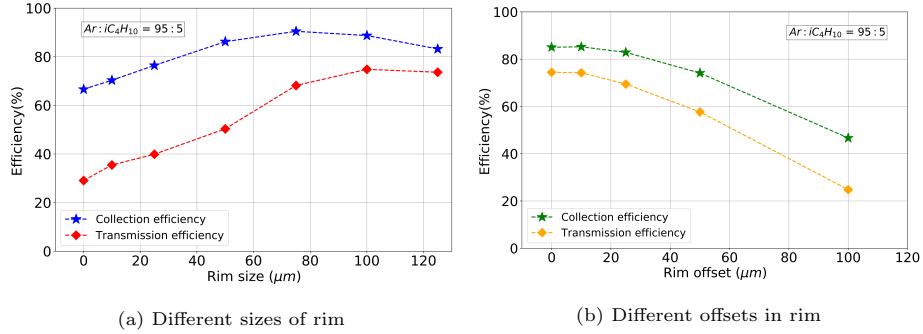 100
80
60
40
20
0
Efficiency(%)
Ar : iC₄H₁₀ = 95 : 5
Collection efficiency
Transmission efficiency
0 20 40 60 80 100 120
Rim size (μm)
(a) Different sizes of rim
100
80
60
40
20
0
Efficiency(%)
Ar : iC₄H₁₀ = 95 : 5
Collection efficiency
Transmission efficiency
0 20 40 60 80 100 120
Rim offset (μm)
(b) Different offsets in rim